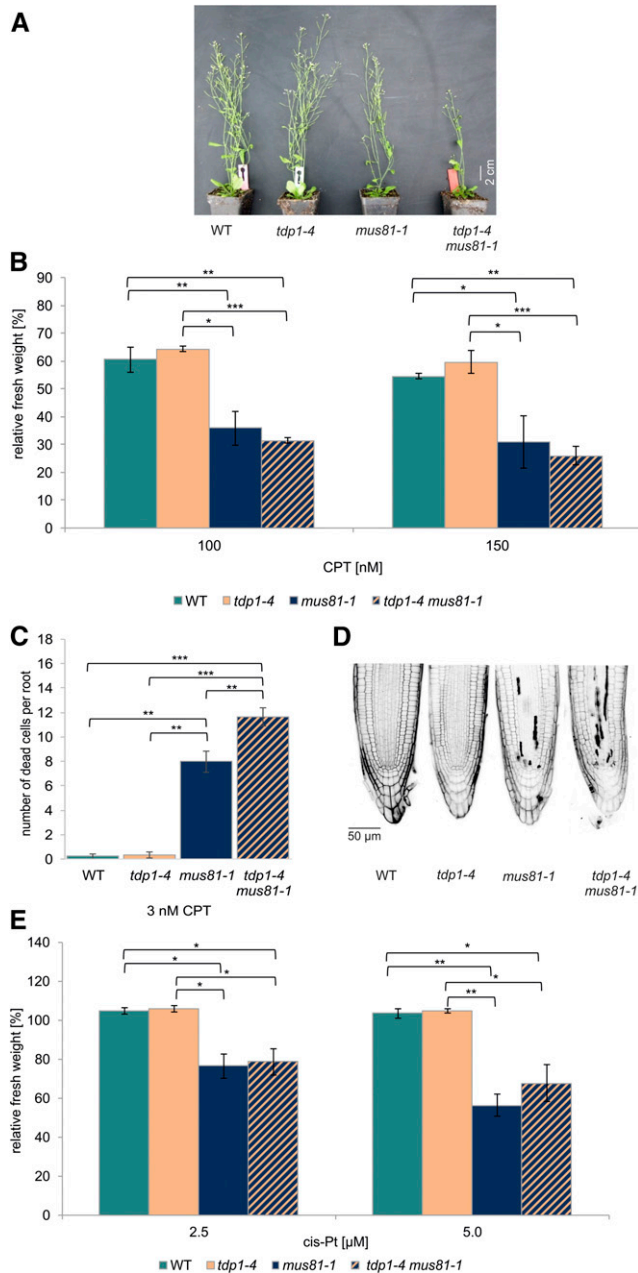 A
2 cm
WT tdp1-4 mus81-1 tdp1-4
mus81-1
B
relative fresh weight [%]
90
80
70
60
50
40
30
20
10
0
** **
** *
*** ***
* *
100 150
CPT [nM]
WT tdp1-4 mus81-1 tdp1-4 mus81-1
C
number of dead cells per root
18
16
14
12
10
8
6
4
2
0
***
***
** **
**
WT tdp1-4 mus81-1 tdp1-4
mus81-1
3 nM CPT
D
50 µm
WT tdp1-4 mus81-1 tdp1-4
mus81-1
E
relative fresh weight [%]
140
120
100
80
60
40
20
0
* *
* **
* *
* **
2.5 5.0
cis-Pt [µM]
WT tdp1-4 mus81-1 tdp1-4 mus81-1